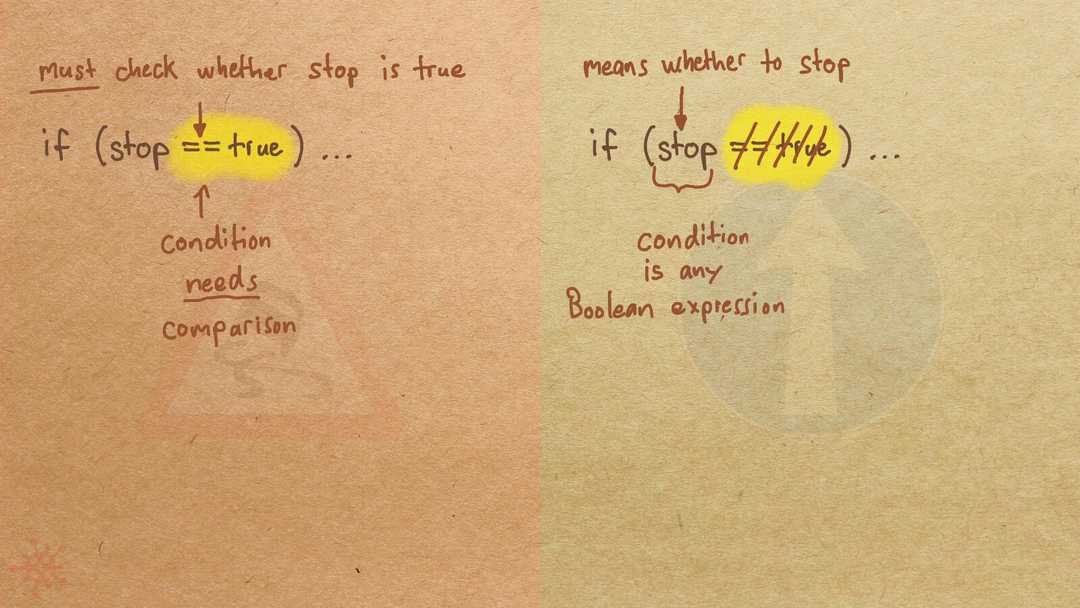 must check whether stop is true
if (stop == true) ...
condition
needs
comparison
means whether to stop
if (stop == true) ...
condition
is any
Boolean expression